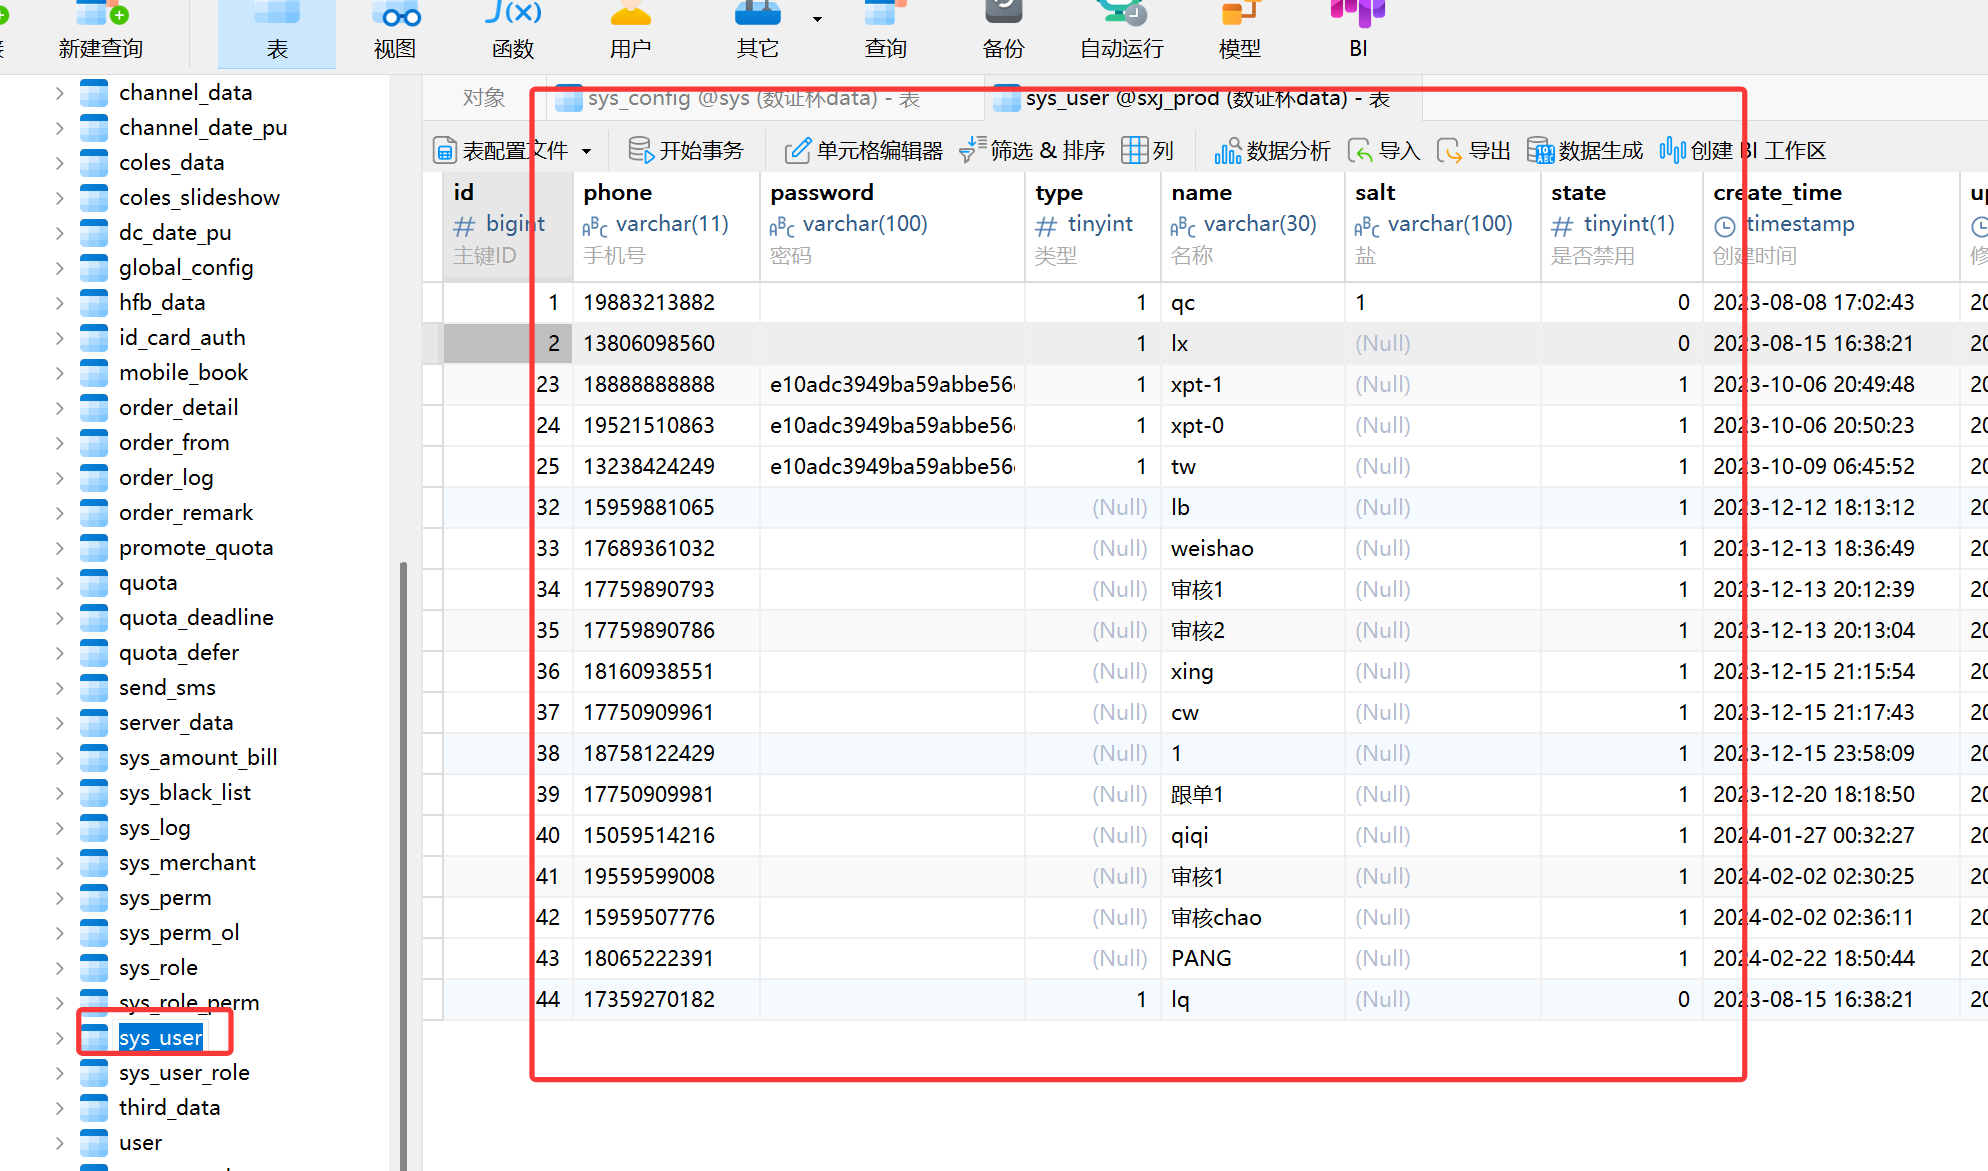 新建查询
表
视图
函数
用户
其它
查询
备份
自动运行
模型
BI
channel_data
channel_date_pu
coles_data
coles_slideshow
dc_date_pu
global_config
hfb_data
id_card_auth
mobile_book
order_detail
order_from
order_log
order_remark
promote_quota
quota
quota_deadline
quota_defer
send_sms
server_data
sys_amount_bill
sys_black_list
sys_log
sys_merchant
sys_perm
sys_perm_ol
sys_role
sys_role_perm
sys_user
sys_user_role
third_data
user
对象
sys_config @sys (数证杯data) - 表
sys_user @sxj_prod (数证杯data) - 表
表配置文件 开始事务 单元格编辑器 筛选 & 排序 列 数据分析 导入 导出 数据生成 创建 BI 工作区
id phone password type name salt state create_time
# bigint ABC varchar(11) ABC varchar(100) # tinyint ABC varchar(30) ABC varchar(100) # tinyint(1) timestamp
主键ID 手机号 密码 类型 名称 盐 是否禁用 创建时间
1 19883213882 1 qc 1 0 2023-08-08 17:02:43 20
2 13806098560 1 lx (Null) 0 2023-08-15 16:38:21 20
23 18888888888 e10adc3949ba59abbe56 1 xpt-1 (Null) 1 2023-10-06 20:49:48 20
24 19521510863 e10adc3949ba59abbe56 1 xpt-0 (Null) 1 2023-10-06 20:50:23 20
25 13238424249 e10adc3949ba59abbe56 1 tw (Null) 1 2023-10-09 06:45:52 20
32 15959881065 (Null) lb (Null) 1 2023-12-12 18:13:12 20
33 17689361032 (Null) weishao (Null) 1 2023-12-13 18:36:49 20
34 17759890793 (Null) 审核1 (Null) 1 2023-12-13 20:12:39 20
35 17759890786 (Null) 审核2 (Null) 1 2023-12-13 20:13:04 20
36 18160938551 (Null) xing (Null) 1 2023-12-15 21:15:54 20
37 17750909961 (Null) cw (Null) 1 2023-12-15 21:17:43 20
38 18758122429 (Null) 1 (Null) 1 2023-12-15 23:58:09 20
39 17750909981 (Null) 跟单1 (Null) 1 2023-12-20 18:18:50 20
40 15059514216 (Null) qiqi (Null) 1 2024-01-27 00:32:27 20
41 19559599008 (Null) 审核1 (Null) 1 2024-02-02 02:30:25 20
42 15959507776 (Null) 审核chao (Null) 1 2024-02-02 02:36:11 20
43 18065222391 (Null) PANG (Null) 1 2024-02-22 18:50:44 20
44 17359270182 1 lq (Null) 0 2023-08-15 16:38:21 20